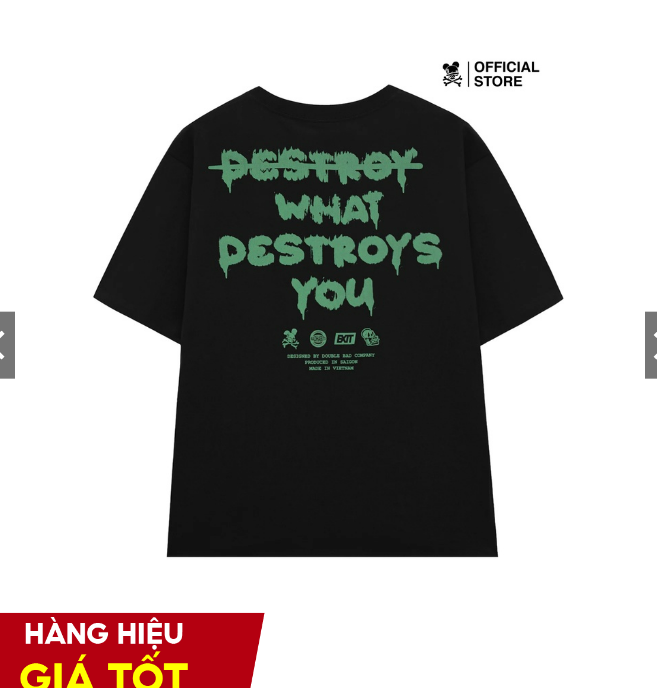 OFFICIAL
STORE
DESTROY
WHAT
DESTROYS
YOU
DESIGNED BY DOUBLE BAD COMPANY
PRODUCED IN SAIGON
MADE IN VIETNAM
HÀNG HIỆU
GIÁ TỐT